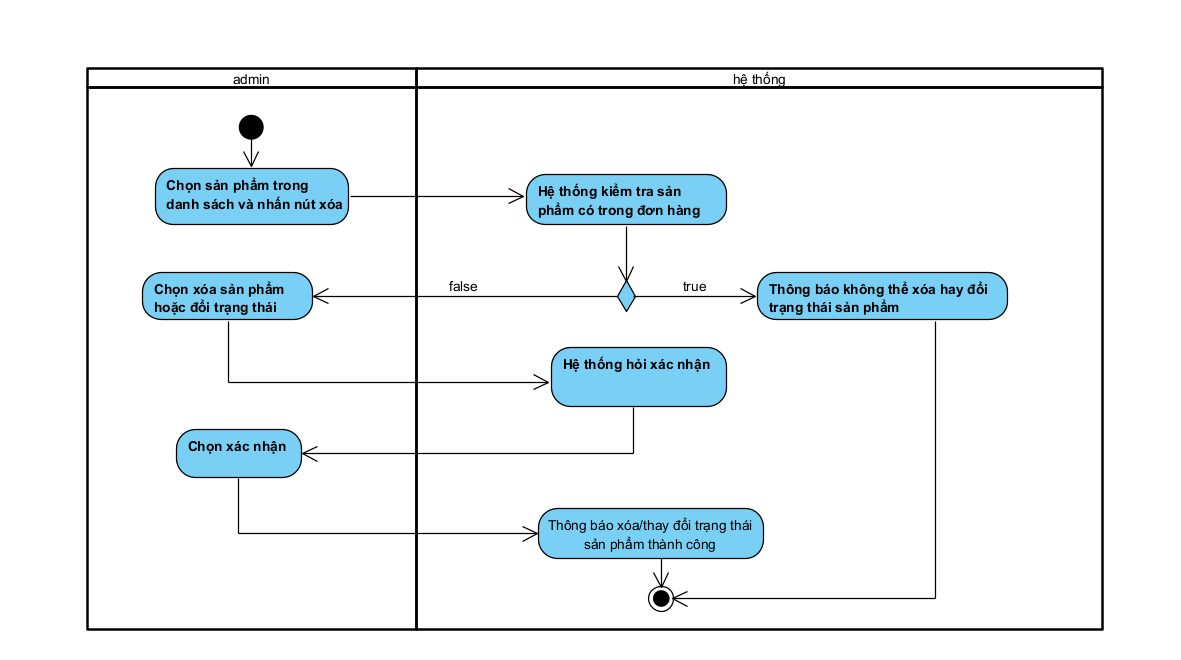 admin
hệ thống
Chọn sản phẩm trong
danh sách và nhấn nút xóa
Hệ thống kiểm tra sản
phẩm có trong đơn hàng
false
true
Chọn xóa sản phẩm
hoặc đổi trạng thái
Thông báo không thể xóa hay đổi
trạng thái sản phẩm
Hệ thống hỏi xác nhận
Chọn xác nhận
Thông báo xóa/thay đổi trạng thái
sản phẩm thành công